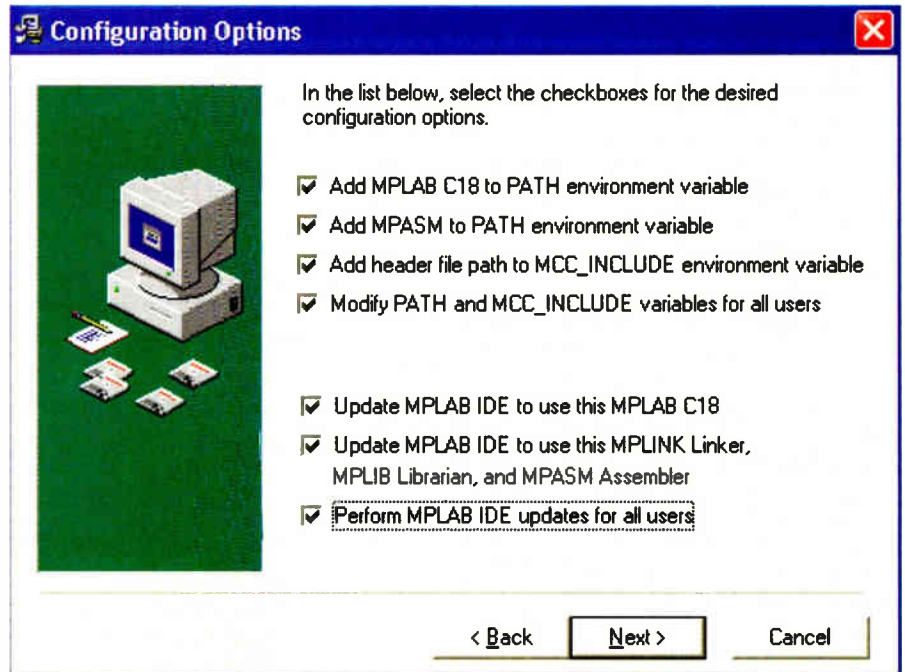 Configuration Options
In the list below, select the checkboxes for the desired
configuration options.
Add MPLAB C18 to PATH environment variable
Add MPASM to PATH environment variable
Add header file path to MCC_INCLUDE environment variable
Modify PATH and MCC_INCLUDE variables for all users
Update MPLAB IDE to use this MPLAB C18
Update MPLAB IDE to use this MPLINK Linker,
MPLIB Librarian, and MPASM Assembler
Perform MPLAB IDE updates for all users
< Back
Next >
Cancel